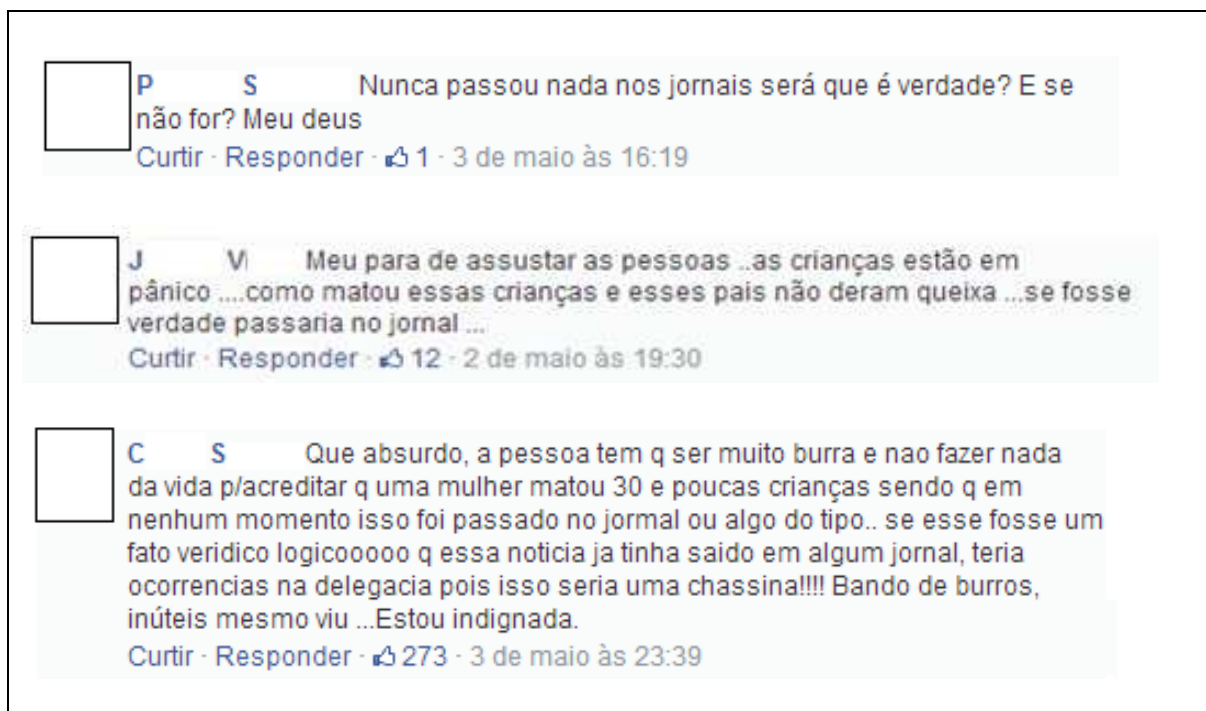 P S Nunca passou nada nos jornais será que é verdade? E se
não for? Meu deus
Curtir · Responder · 1 · 3 de maio às 16:19
J V Meu para de assustar as pessoas ..as crianças estão em
pânico ....como matou essas crianças e esses pais não deram queixa ...se fosse
verdade passaria no jornal ...
Curtir · Responder · 12 · 2 de maio às 19:30
C S Que absurdo, a pessoa tem q ser muito burra e nao fazer nada
da vida p/acreditar q uma mulher matou 30 e poucas crianças sendo q em
nenhum momento isso foi passado no jormal ou algo do tipo.. se esse fosse um
fato veridico logicooooo q essa noticia ja tinha saido em algum jornal, teria
ocorrencias na delegacia pois isso seria uma chassina!!!! Bando de burros,
inúteis mesmo viu ...Estou indignada.
Curtir · Responder · 273 · 3 de maio às 23:39